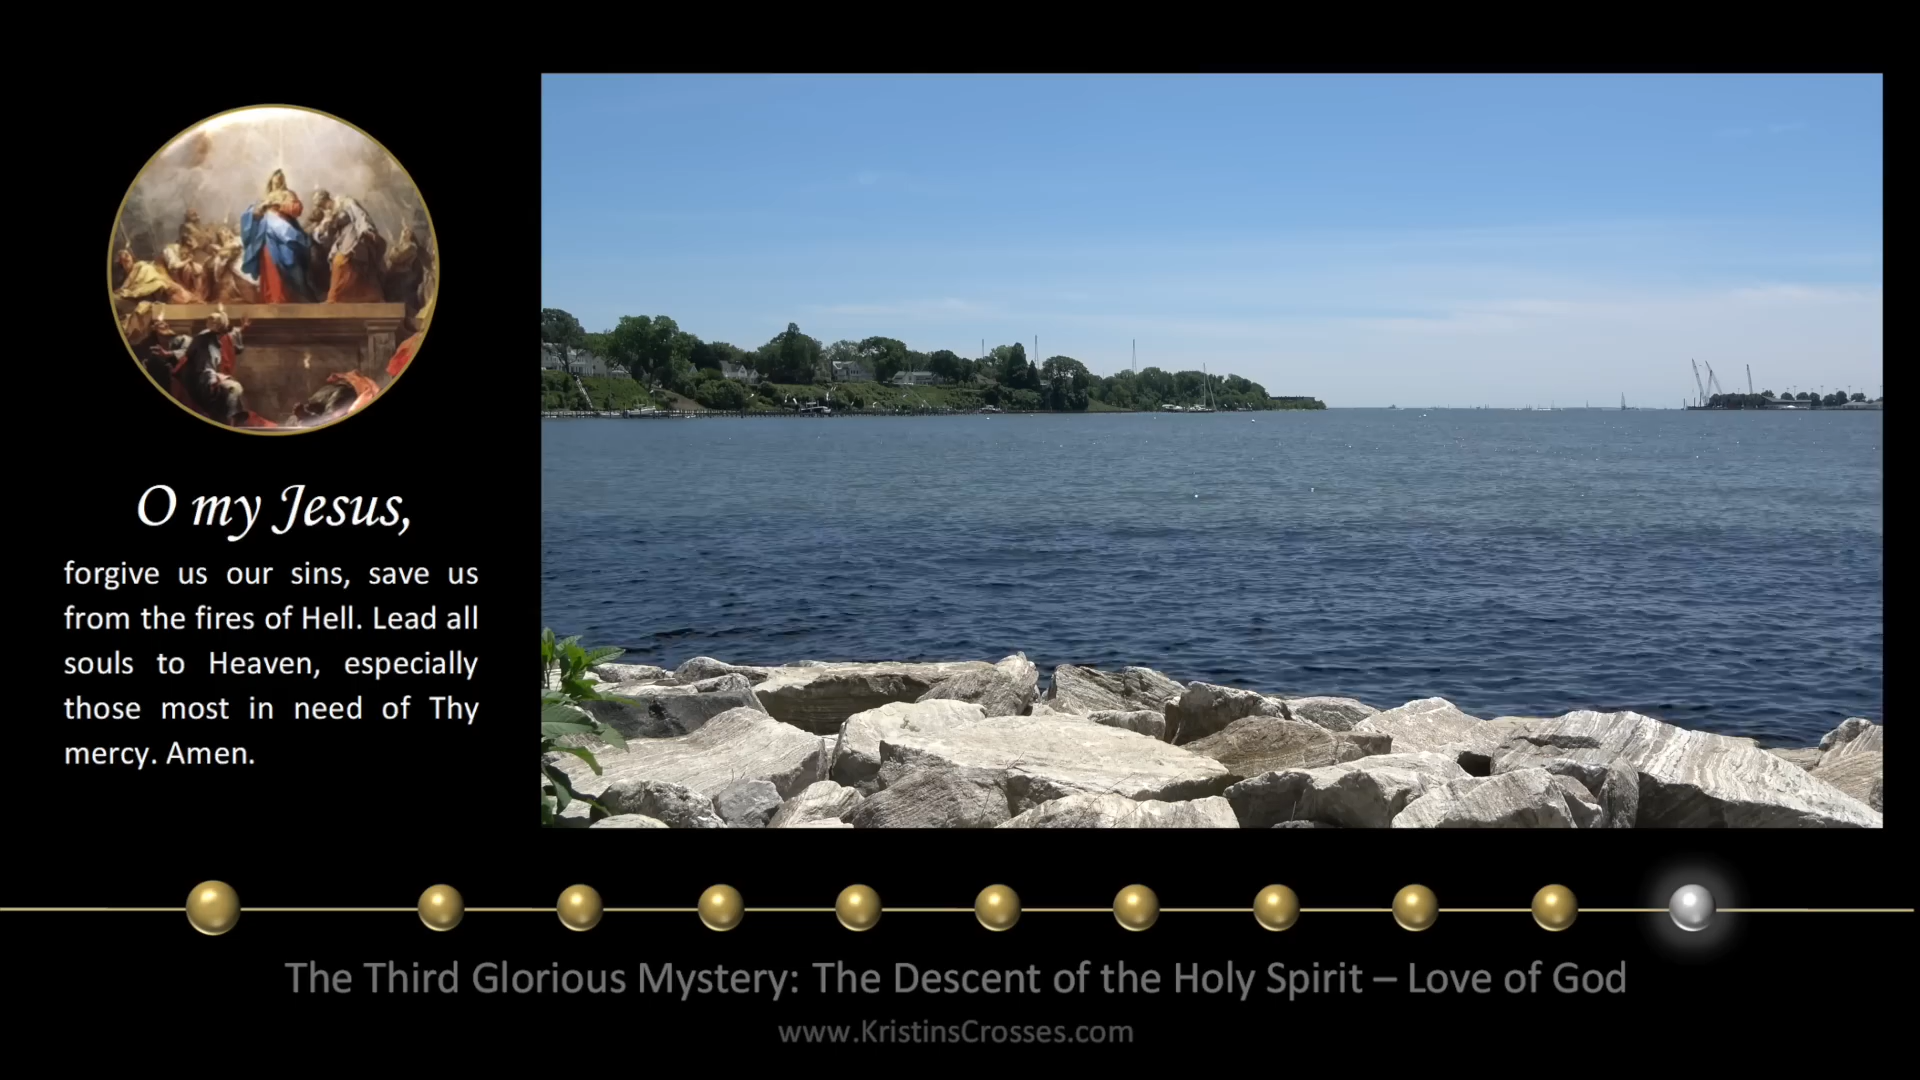 O my Jesus,
forgive us our sins, save us
from the fires of Hell. Lead all
souls to Heaven, especially
those most in need of Thy
mercy. Amen.
The Third Glorious Mystery: The Descent of the Holy Spirit – Love of God
www.KristinsCrosses.com